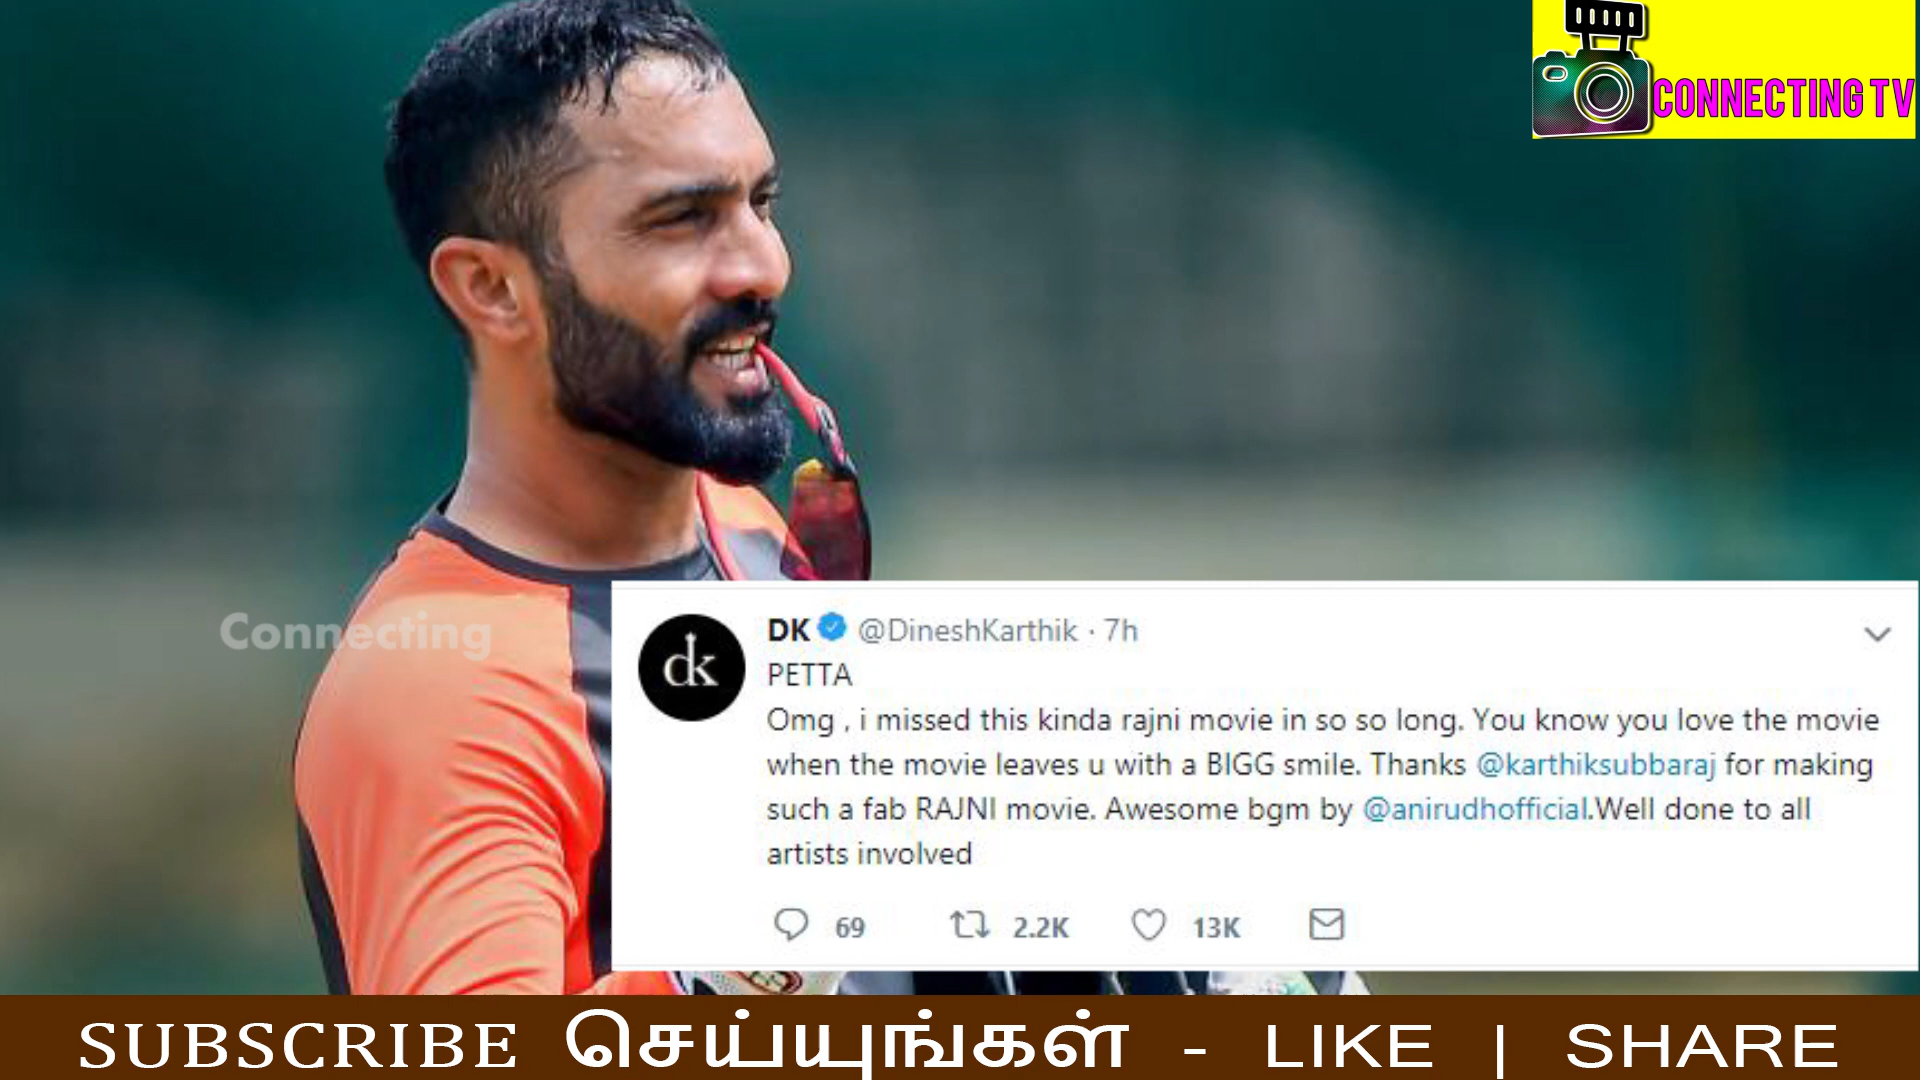 CONNECTING TV
Connecting
dk
DK @DineshKarthik · 7h
PETTA
Omg , i missed this kinda rajni movie in so so long. You know you love the movie
when the movie leaves u with a BIGG smile. Thanks @karthiksubbaraj for making
such a fab RAJNI movie. Awesome bgm by @anirudhofficial.Well done to all
artists involved
69 2.2K 13K
SUBSCRIBE செய்யுங்கள் - LIKE | SHARE